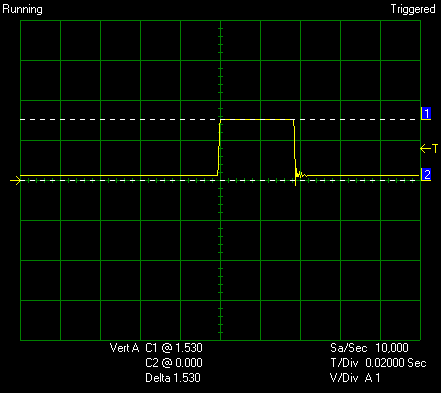 Running Triggered
1
T
2
Vert A C1 @ 1.530 Sa/Sec 10,000
C2 @ 0.000 T/Div 0.02000 Sec
Delta 1.530 V/Div A 1